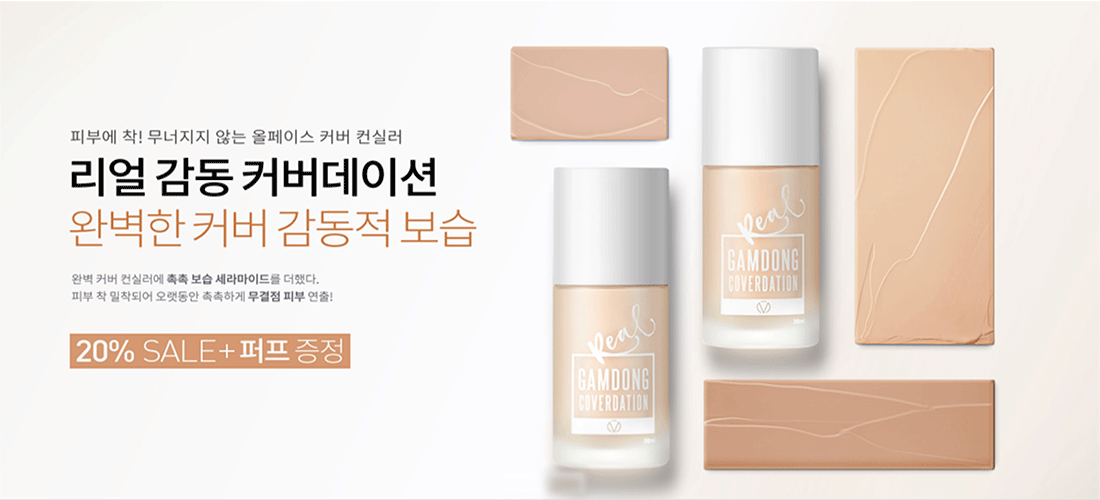 피부에 착! 무너지지 않는 올페이스 커버 컨실러
리얼 감동 커버데이션
완벽한 커버 감동적 보습
완벽 커버 컨실러에 촉촉 보습 세라마이드를 더했다.
피부 착 밀착되어 오랫동안 촉촉하게 무결점 피부 연출!
20% SALE+퍼프 증정
Real
GAMDONG
COVERDATION
Real
GAMDONG
COVERDATION